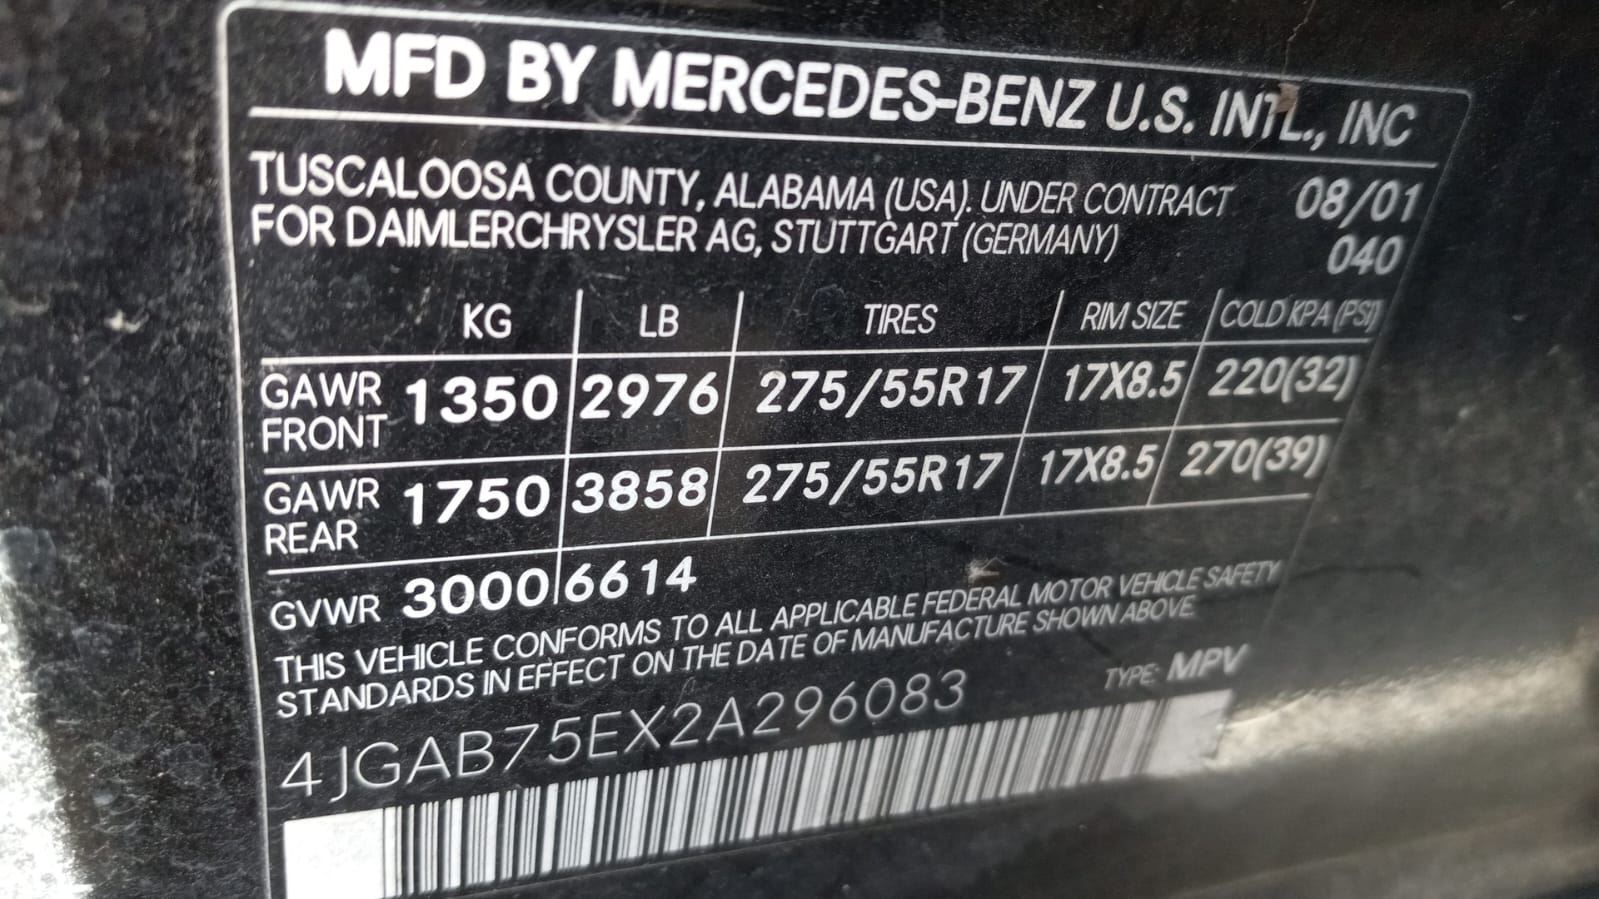 MFD BY MERCEDES-BENZ U.S. INTL., INC
TUSCALOOSA COUNTY, ALABAMA (USA). UNDER CONTRACT 08/01
FOR DAIMLERCHRYSLER AG, STUTTGART (GERMANY) 040
KG LB TIRES RIM SIZE COLD KPA (PSI)
GAWR FRONT 1350 2976 275/55R17 17X8.5 220(32)
GAWR REAR 1750 3858 275/55R17 17X8.5 270(39)
GVWR 3000 6614
THIS VEHICLE CONFORMS TO ALL APPLICABLE FEDERAL MOTOR VEHICLE SAFETY
STANDARDS IN EFFECT ON THE DATE OF MANUFACTURE SHOWN ABOVE
4JGAB75EX2A296083 TYPE: MPV